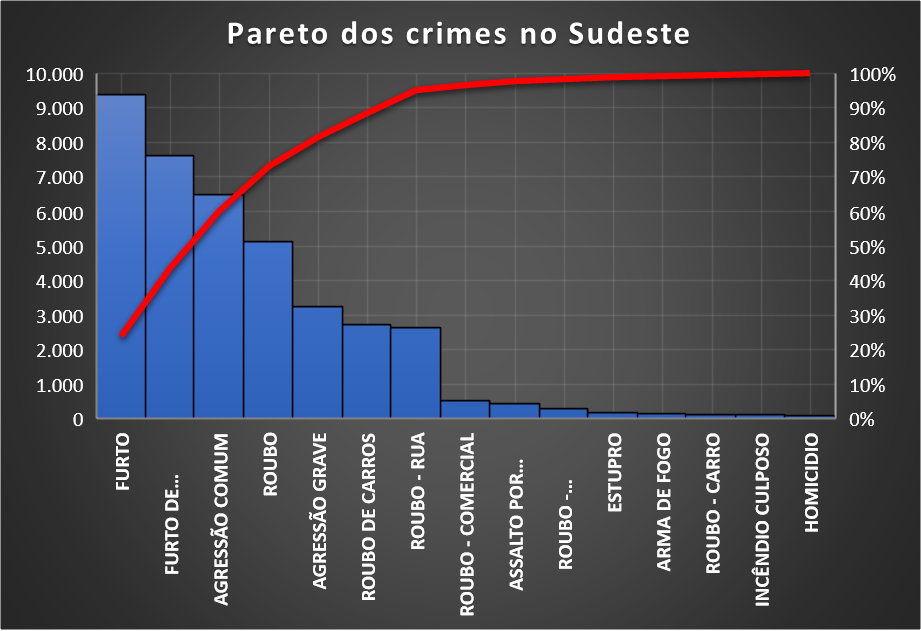 Pareto dos crimes no Sudeste
10.000
9.000
8.000
7.000
6.000
5.000
4.000
3.000
2.000
1.000
0
100%
90%
80%
70%
60%
50%
40%
30%
20%
10%
0%
FURTO
FURTO DE...
AGRESSÃO COMUM
ROUBO
AGRESSÃO GRAVE
ROUBO DE CARROS
ROUBO - RUA
ROUBO - COMERCIAL
ASSALTO POR...
ROUBO -...
ESTUPRO
ARMA DE FOGO
ROUBO - CARRO
INCÊNDIO CULPOSO
HOMICIDIO